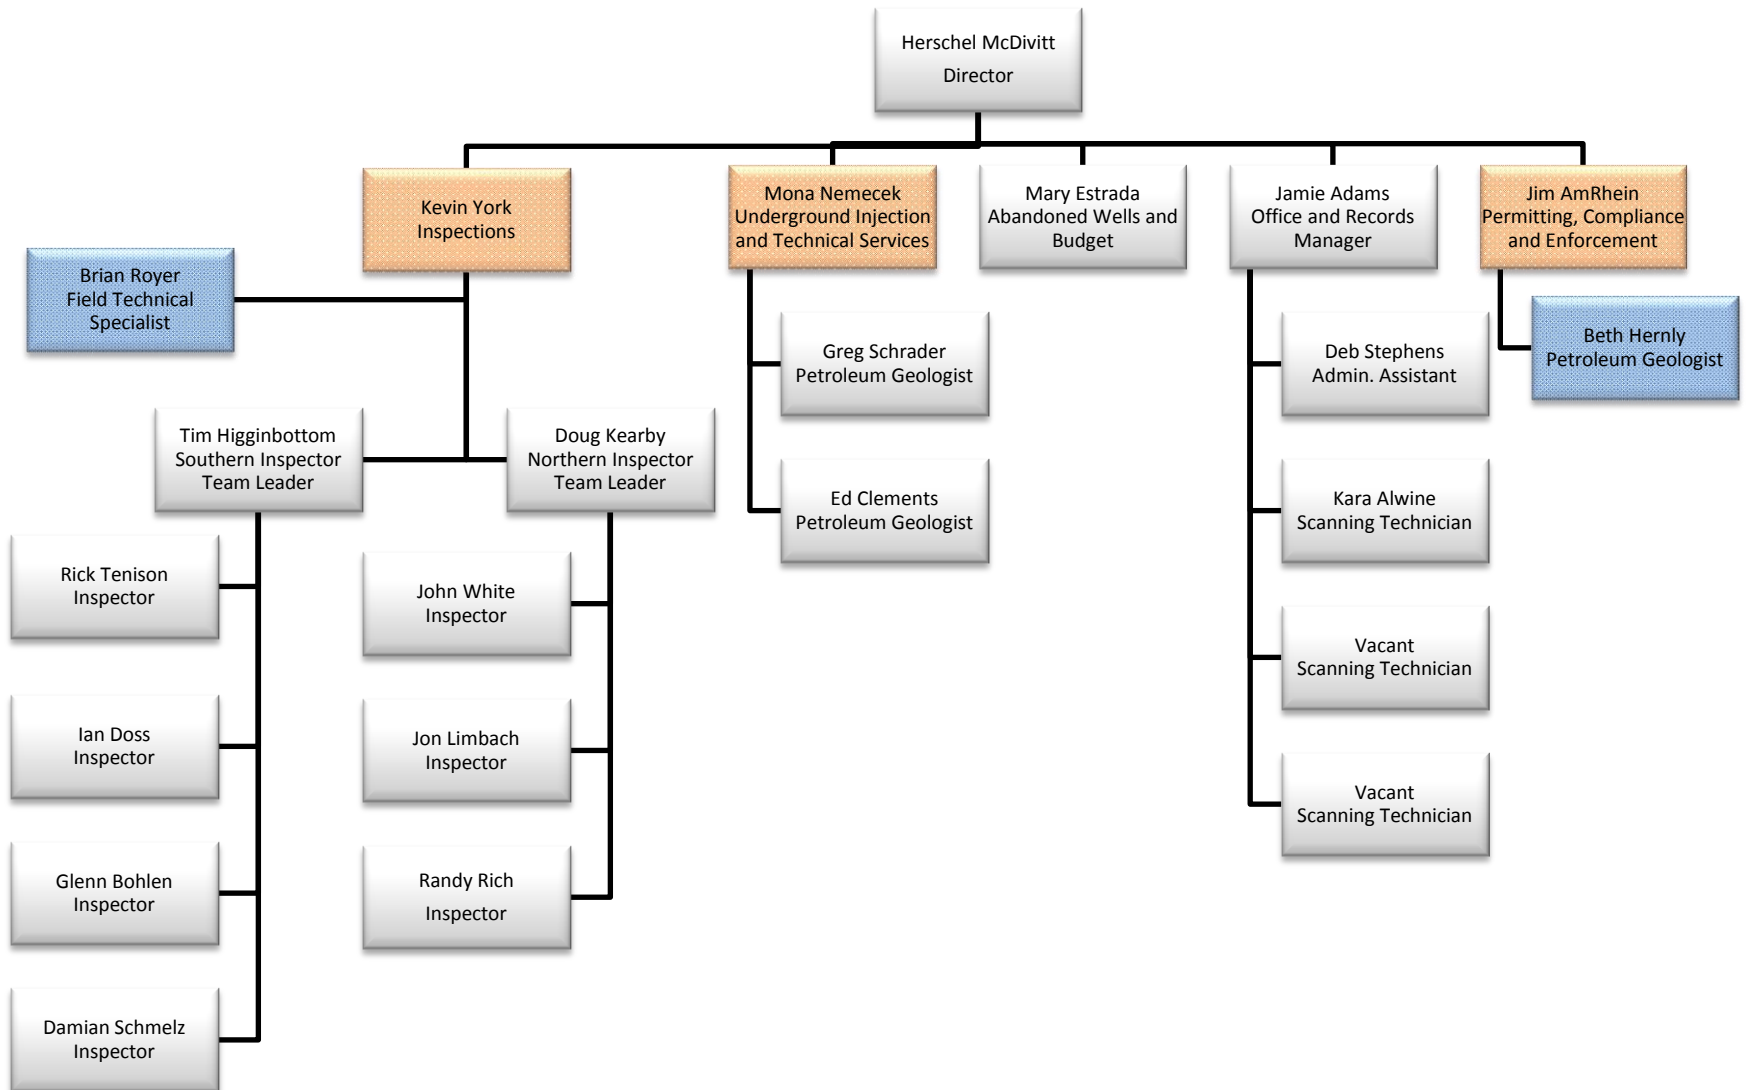 Herschel McDivitt
Director
Kevin York
Inspections
Mona Nemecek
Underground Injection
and Technical Services
Mary Estrada
Abandoned Wells and
Budget
Jamie Adams
Office and Records
Manager
Jim AmRhein
Permitting, Compliance
and Enforcement
Brian Royer
Field Technical
Specialist
Tim Higginbottom
Southern Inspector
Team Leader
Rick Tenison
Inspector
Ian Doss
Inspector
Glenn Bohlen
Inspector
Damian Schmelz
Inspector
Doug Kearby
Northern Inspector
Team Leader
John White
Inspector
Jon Limbach
Inspector
Randy Rich
Inspector
Greg Schrader
Petroleum Geologist
Ed Clements
Petroleum Geologist
Deb Stephens
Admin. Assistant
Kara Alwine
Scanning Technician
Vacant
Scanning Technician
Vacant
Scanning Technician
Beth Hernly
Petroleum Geologist